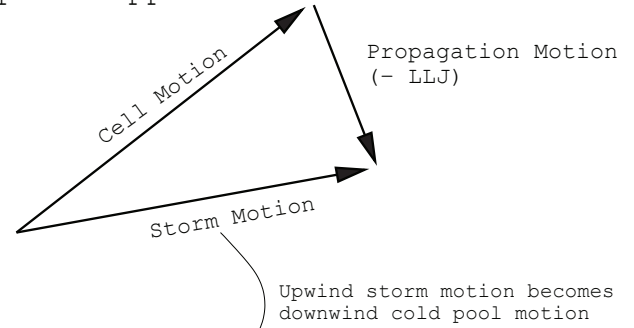 Cell Motion
Propagation Motion
(- LLJ)
Storm Motion
Upwind storm motion becomes
downwind cold pool motion